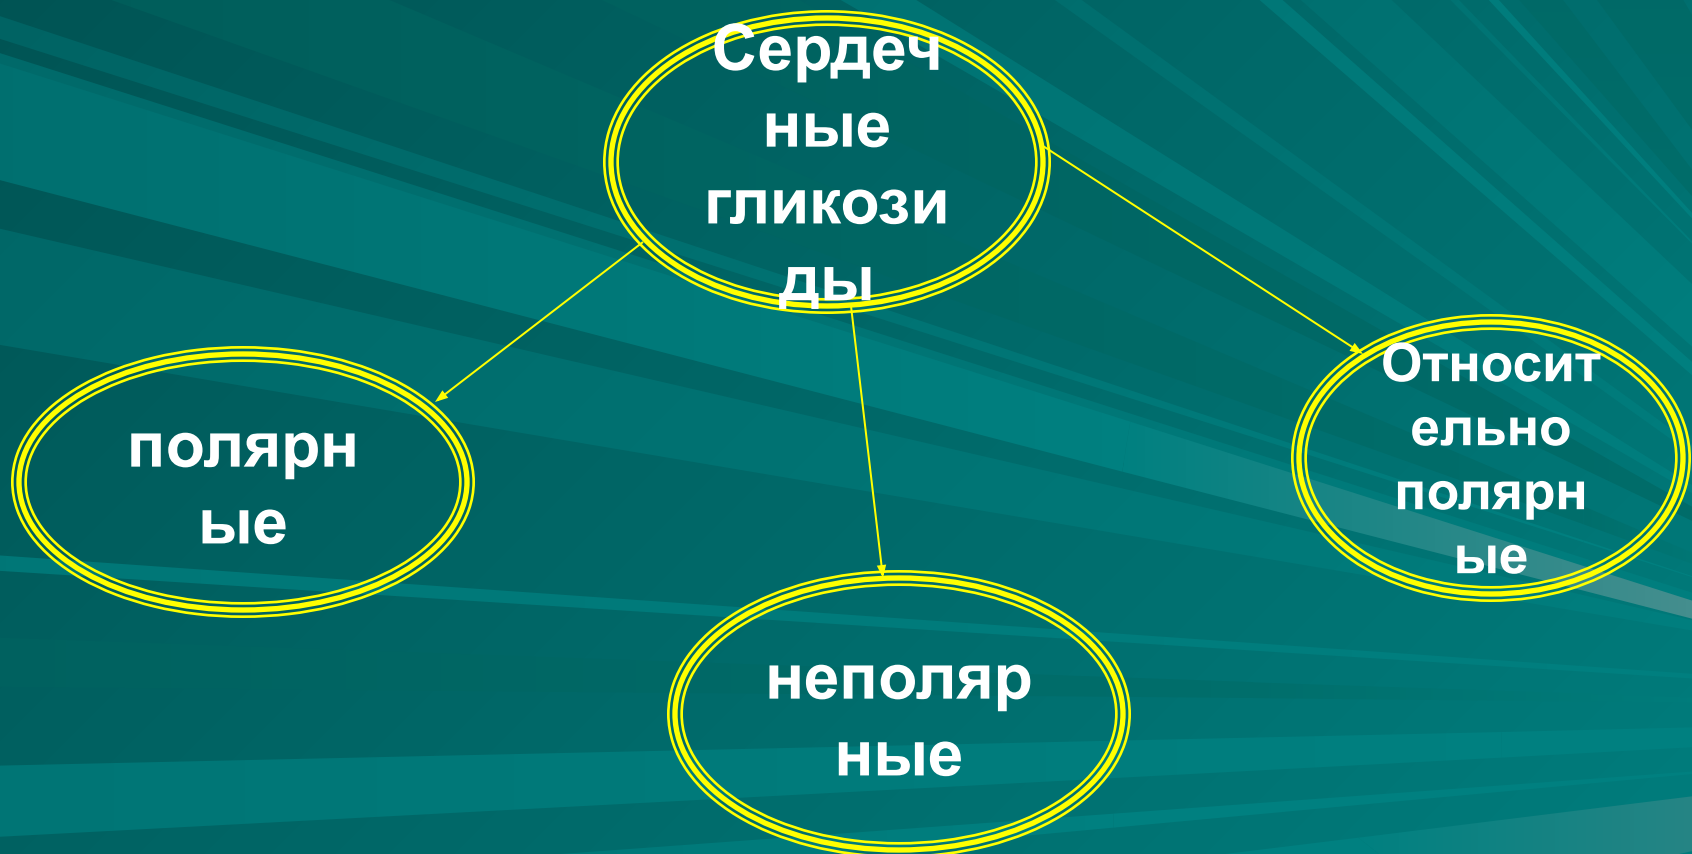 Сердеч
ные
гликози
ды
полярн
ые
неполяр
ные
Относит
ельно
полярн
ые